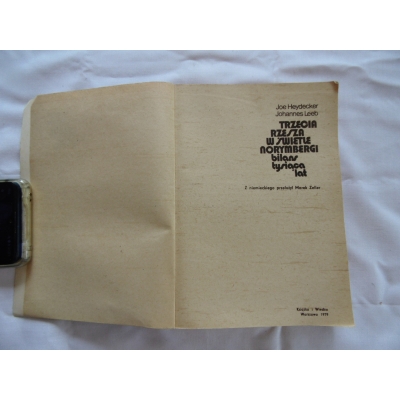 Joe Heydecker
Johannes Leeb
TRZECIA
RZESZA
W ŚWIETLE
NORYMBERGI
bilans
tysiąca
lat
Z niemieckiego przełożył Marek Zeller
Książka i Wiedza
Warszawa 1979